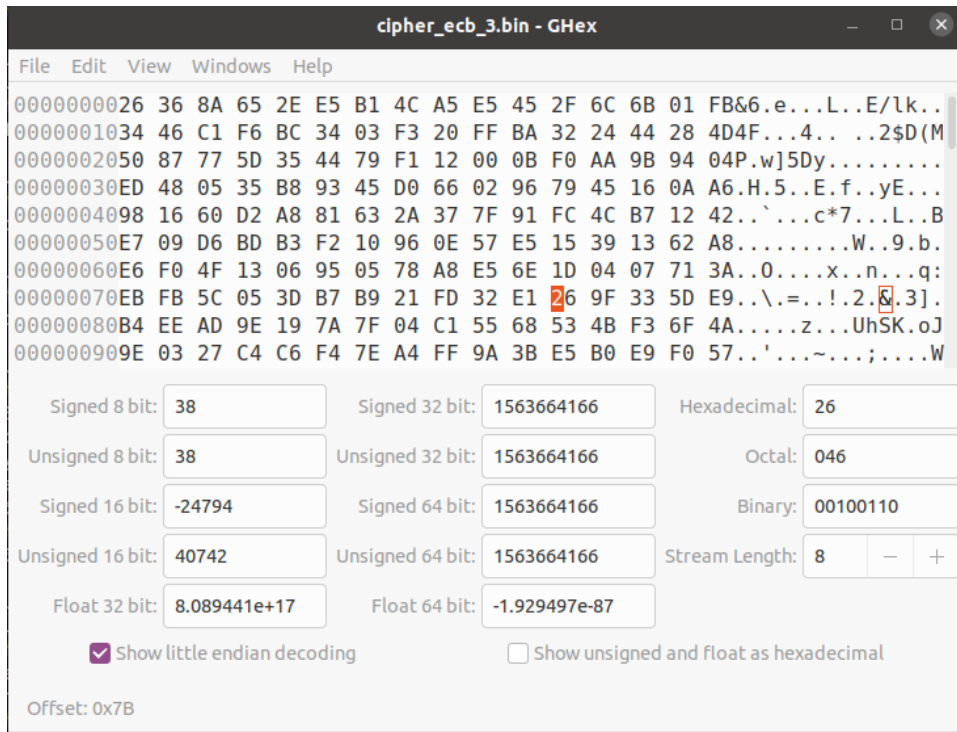 cipher_ecb_3.bin - GHex
File Edit View Windows Help
0000000026 36 8A 65 2E E5 B1 4C A5 E5 45 2F 6C 6B 01 FB&6.e...L..E/lk..
0000001034 46 C1 F6 BC 34 03 F3 20 FF BA 32 24 44 28 4D4F...4.. ..2$D(M
0000002050 87 77 5D 35 44 79 F1 12 00 0B F0 AA 9B 94 04P.w]5Dy.........
00000030ED 48 05 35 B8 93 45 D0 66 02 96 79 45 16 0A A6.H.5..E.f..yE...
0000004098 16 60 D2 A8 81 63 2A 37 7F 91 FC 4C B7 12 42..`...c*7...L..B
00000050E7 09 D6 BD B3 F2 10 96 0E 57 E5 15 39 13 62 A8.........W..9.b.
00000060E6 F0 4F 13 06 95 05 78 A8 E5 6E 1D 04 07 71 3A..O....x..n...q:
00000070EB FB 5C 05 3D B7 B9 21 FD 32 E1 26 9F 33 5D E9..\.=..!.2.&.3].
00000080B4 EE AD 9E 19 7A 7F 04 C1 55 68 53 4B F3 6F 4A.....z...UhSK.oJ
000000909E 03 27 C4 C6 F4 7E A4 FF 9A 3B E5 B0 E9 F0 57..'...~...;....W
Signed 8 bit: 38 Signed 32 bit: 1563664166 Hexadecimal: 26
Unsigned 8 bit: 38 Unsigned 32 bit: 1563664166 Octal: 046
Signed 16 bit: -24794 Signed 64 bit: 1563664166 Binary: 00100110
Unsigned 16 bit: 40742 Unsigned 64 bit: 1563664166 Stream Length: 8 − +
Float 32 bit: 8.089441e+17 Float 64 bit: -1.929497e-87
Show little endian decoding Show unsigned and float as hexadecimal
Offset: 0x7B